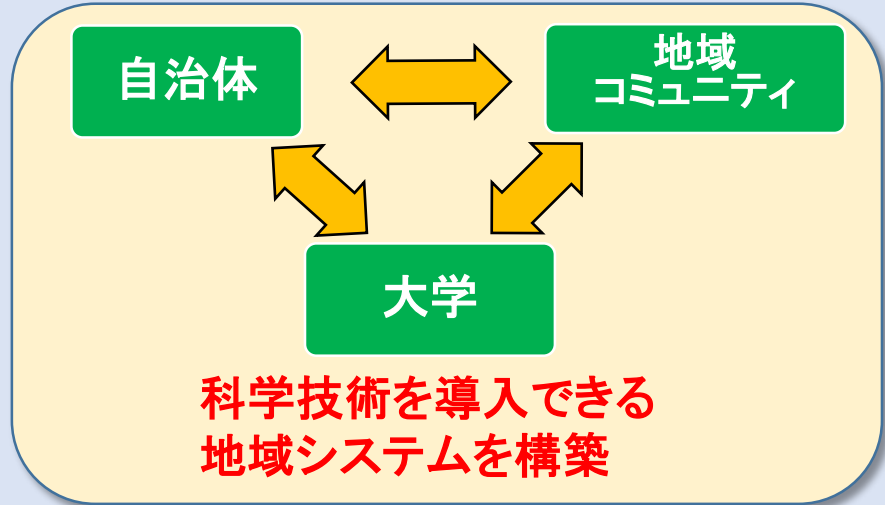 自治体
地域
コミュニティ
大学
科学技術を導入できる
地域システムを構築